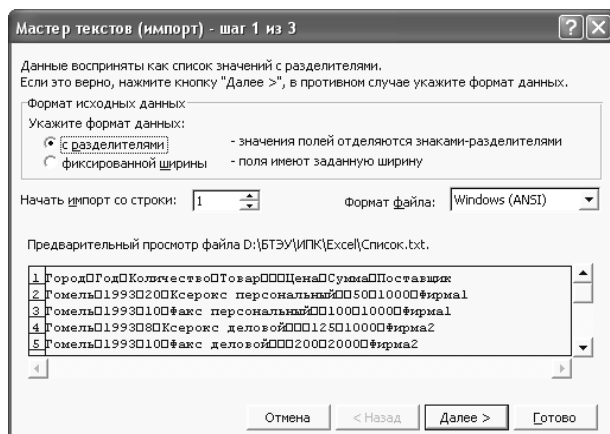 Мастер текстов (импорт) - шаг 1 из 3
Данные восприняты как список значений с разделителями.
Если это верно, нажмите кнопку "Далее >", в противном случае укажите формат данных.
Формат исходных данных
Укажите формат данных:
с разделителями - значения полей отделяются знаками-разделителями
фиксированной ширины - поля имеют заданную ширину
Начать импорт со строки: 1 Формат файла: Windows (ANSI)
Предварительный просмотр файла D:\БТЭУ\ИПК\Excel\Список.txt.
1 Город□Год□Количество□Товар□□□Цена□Сумма□Поставщик
2 Гомель□1993□20□Ксерокс персональный□□50□1000□Фирма1
3 Гомель□1993□10□Факс персональный□□100□1000□Фирма1
4 Гомель□1993□8□Ксерокс деловой□□□125□1000□Фирма2
5 Гомель□1993□10□Факс деловой□□□200□2000□Фирма2
Отмена < Назад Далее > Готово